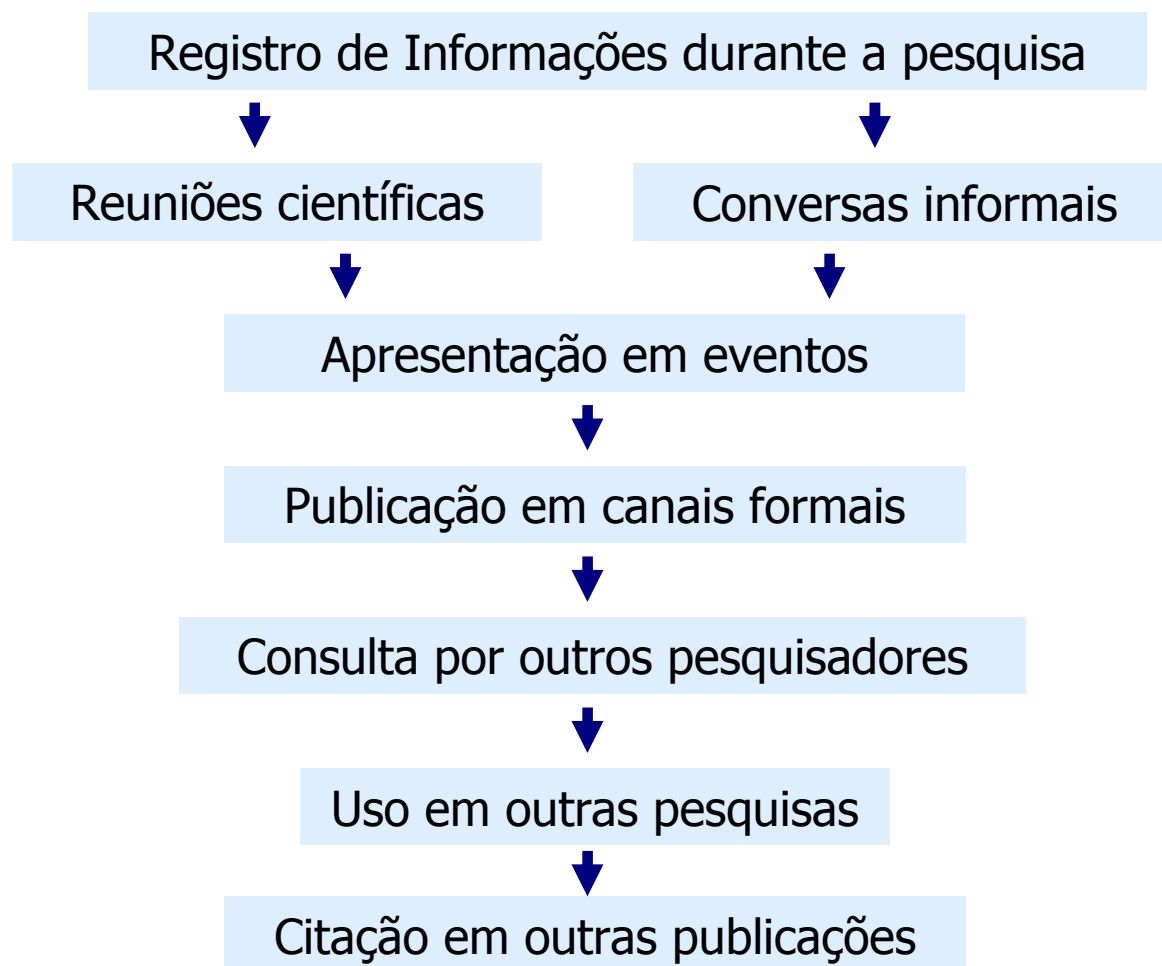 Registro de Informações durante a pesquisa
Reuniões científicas
Conversas informais
Apresentação em eventos
Publicação em canais formais
Consulta por outros pesquisadores
Uso em outras pesquisas
Citação em outras publicações